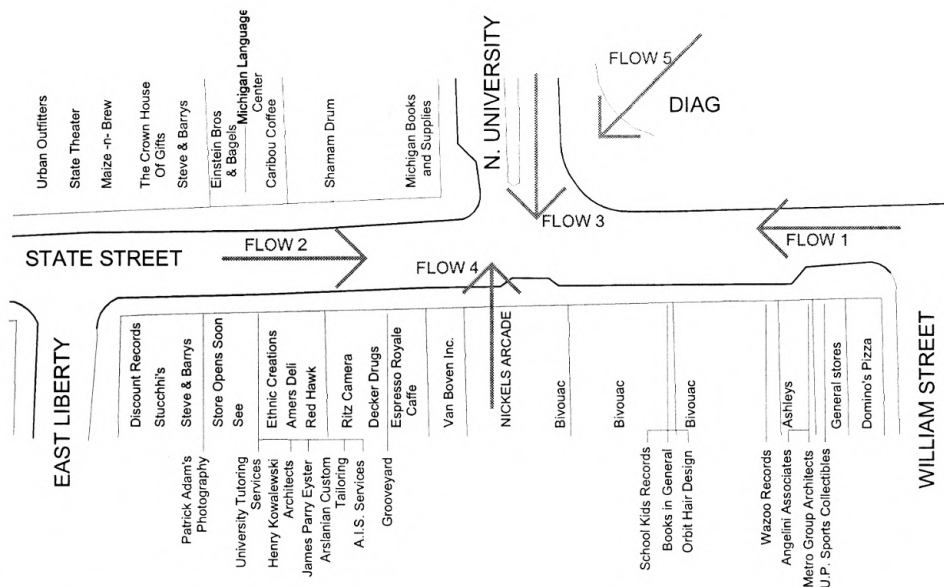 Urban Outfitters
State Theater
Maize -n- Brew
The Crown House
Of Gifts
Steve & Barrys
Einstein Bros
& Bagels
Michigan Language
Center
Caribou Coffee
Shamam Drum
Michigan Books
and Supplies
N. UNIVERSITY
FLOW 5
DIAG
FLOW 3
FLOW 1
STATE STREET
FLOW 2
FLOW 4
EAST LIBERTY
Discount Records
Stucchi's
Steve & Barrys
Store Opens Soon
See
Ethnic Creations
Amers Deli
Red Hawk
Ritz Camera
Decker Drugs
Espresso Royale
Caffe
Van Boven Inc.
NICKELS ARCADE
Bivouac
Bivouac
Bivouac
Ashleys
General stores
Domino's Pizza
WILLIAM STREET
Patrick Adam's
Photography
University Tutoring
Services
Henry Kowalewski
Architects
James Parry Eyster
Arslanian Custom
Tailoring
A.I.S. Services
Grooveyard
School Kids Records
Books in General
Orbit Hair Design
Wazoo Records
Angelini Associates
Metro Group Architects
U.P. Sports Collectibles